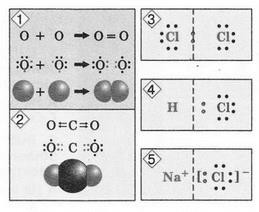 1
O + O → O=O
:Ö + Ö: → :Ö::Ö:
+ →
2
O=C=O
:Ö::C::Ö:
3
:Cl : Cl:
4
H : Cl:
5
Na⁺ [:Cl:]⁻